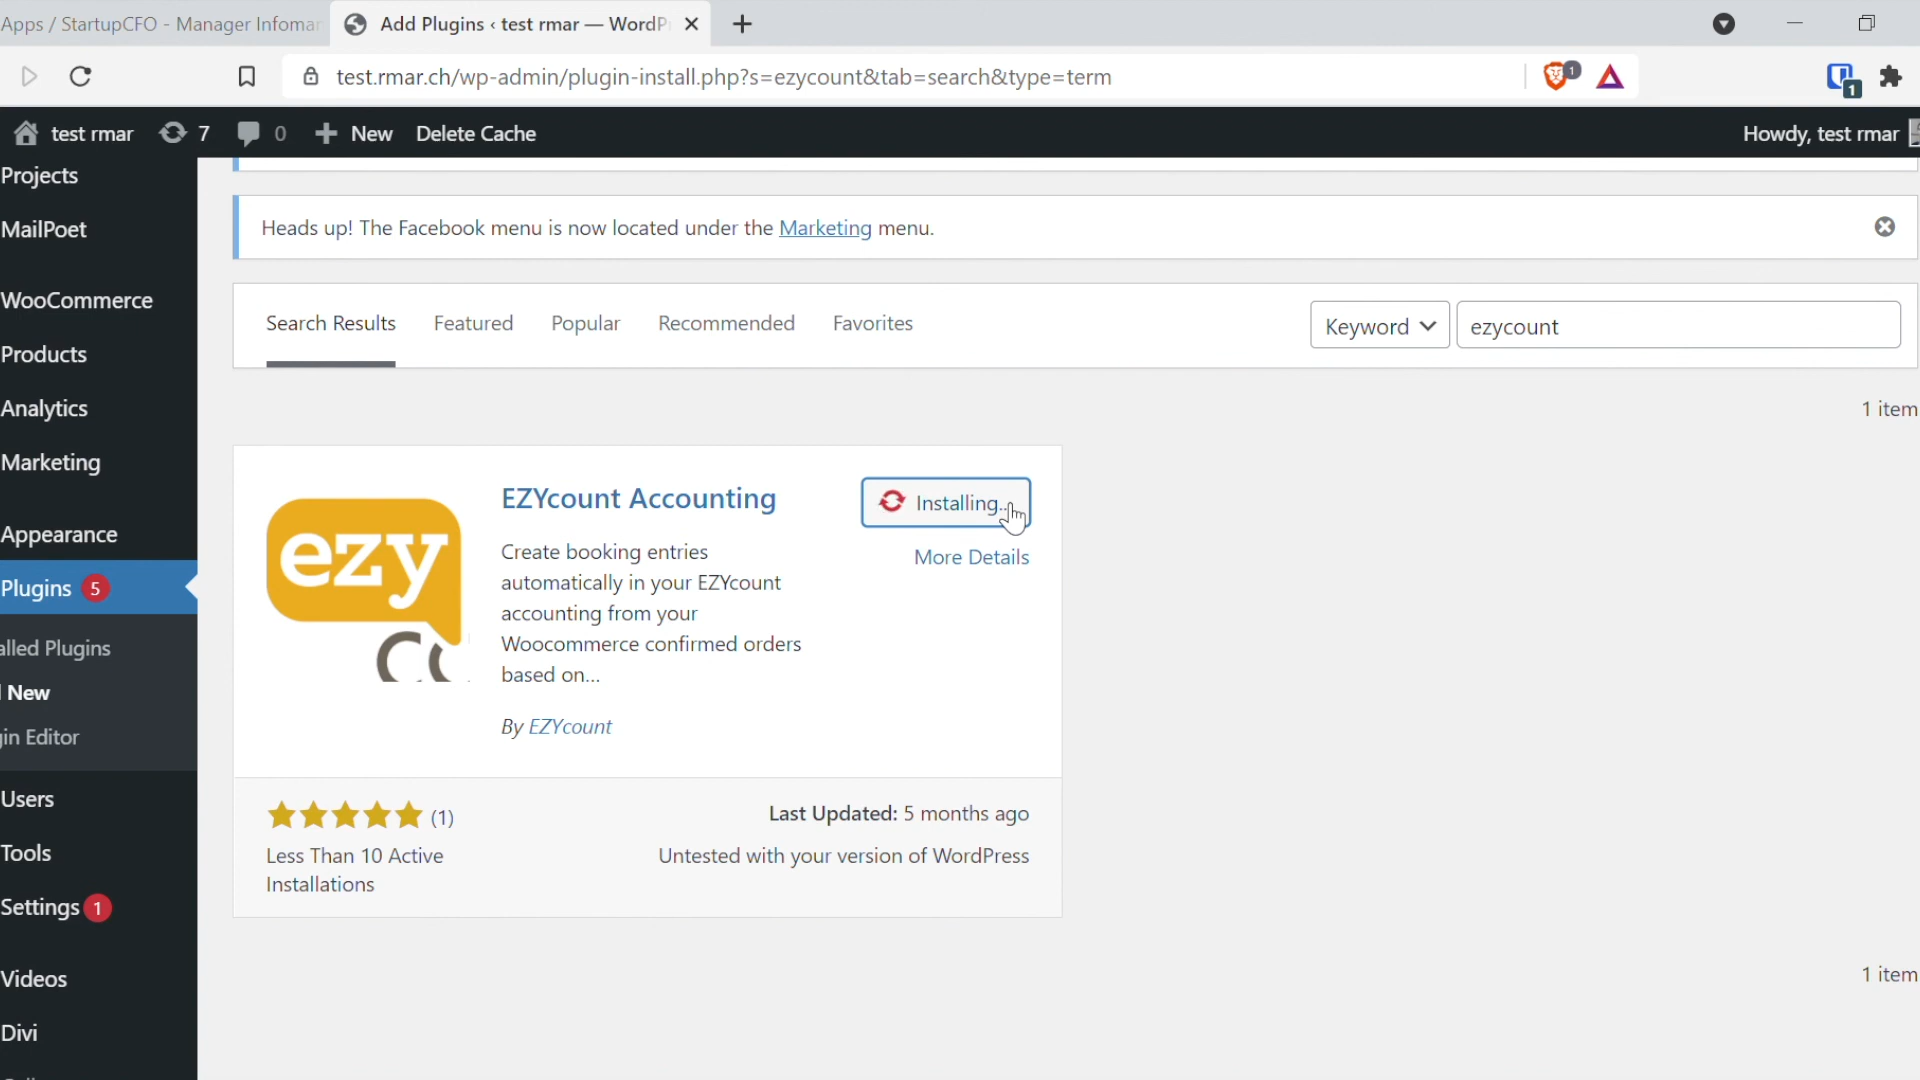 Apps / StartupCFO - Manager Infomar
Add Plugins ‹ test rmar — WordP
test.rmar.ch/wp-admin/plugin-install.php?s=ezycount&tab=search&type=term
1
1
test rmar
7
0
New
Delete Cache
Howdy, test rmar
Projects
MailPoet
WooCommerce
Products
Analytics
Marketing
Appearance
Plugins 5
alled Plugins
New
in Editor
Users
Tools
Settings 1
Videos
Divi
Heads up! The Facebook menu is now located under the Marketing menu.
Search Results
Featured
Popular
Recommended
Favorites
Keyword
ezycount
1 item
ezy
CO
EZYcount Accounting
Installing...
More Details
Create booking entries
automatically in your EZYcount
accounting from your
Woocommerce confirmed orders
based on...
By EZYcount
(1)
Less Than 10 Active
Installations
Last Updated: 5 months ago
Untested with your version of WordPress
1 item